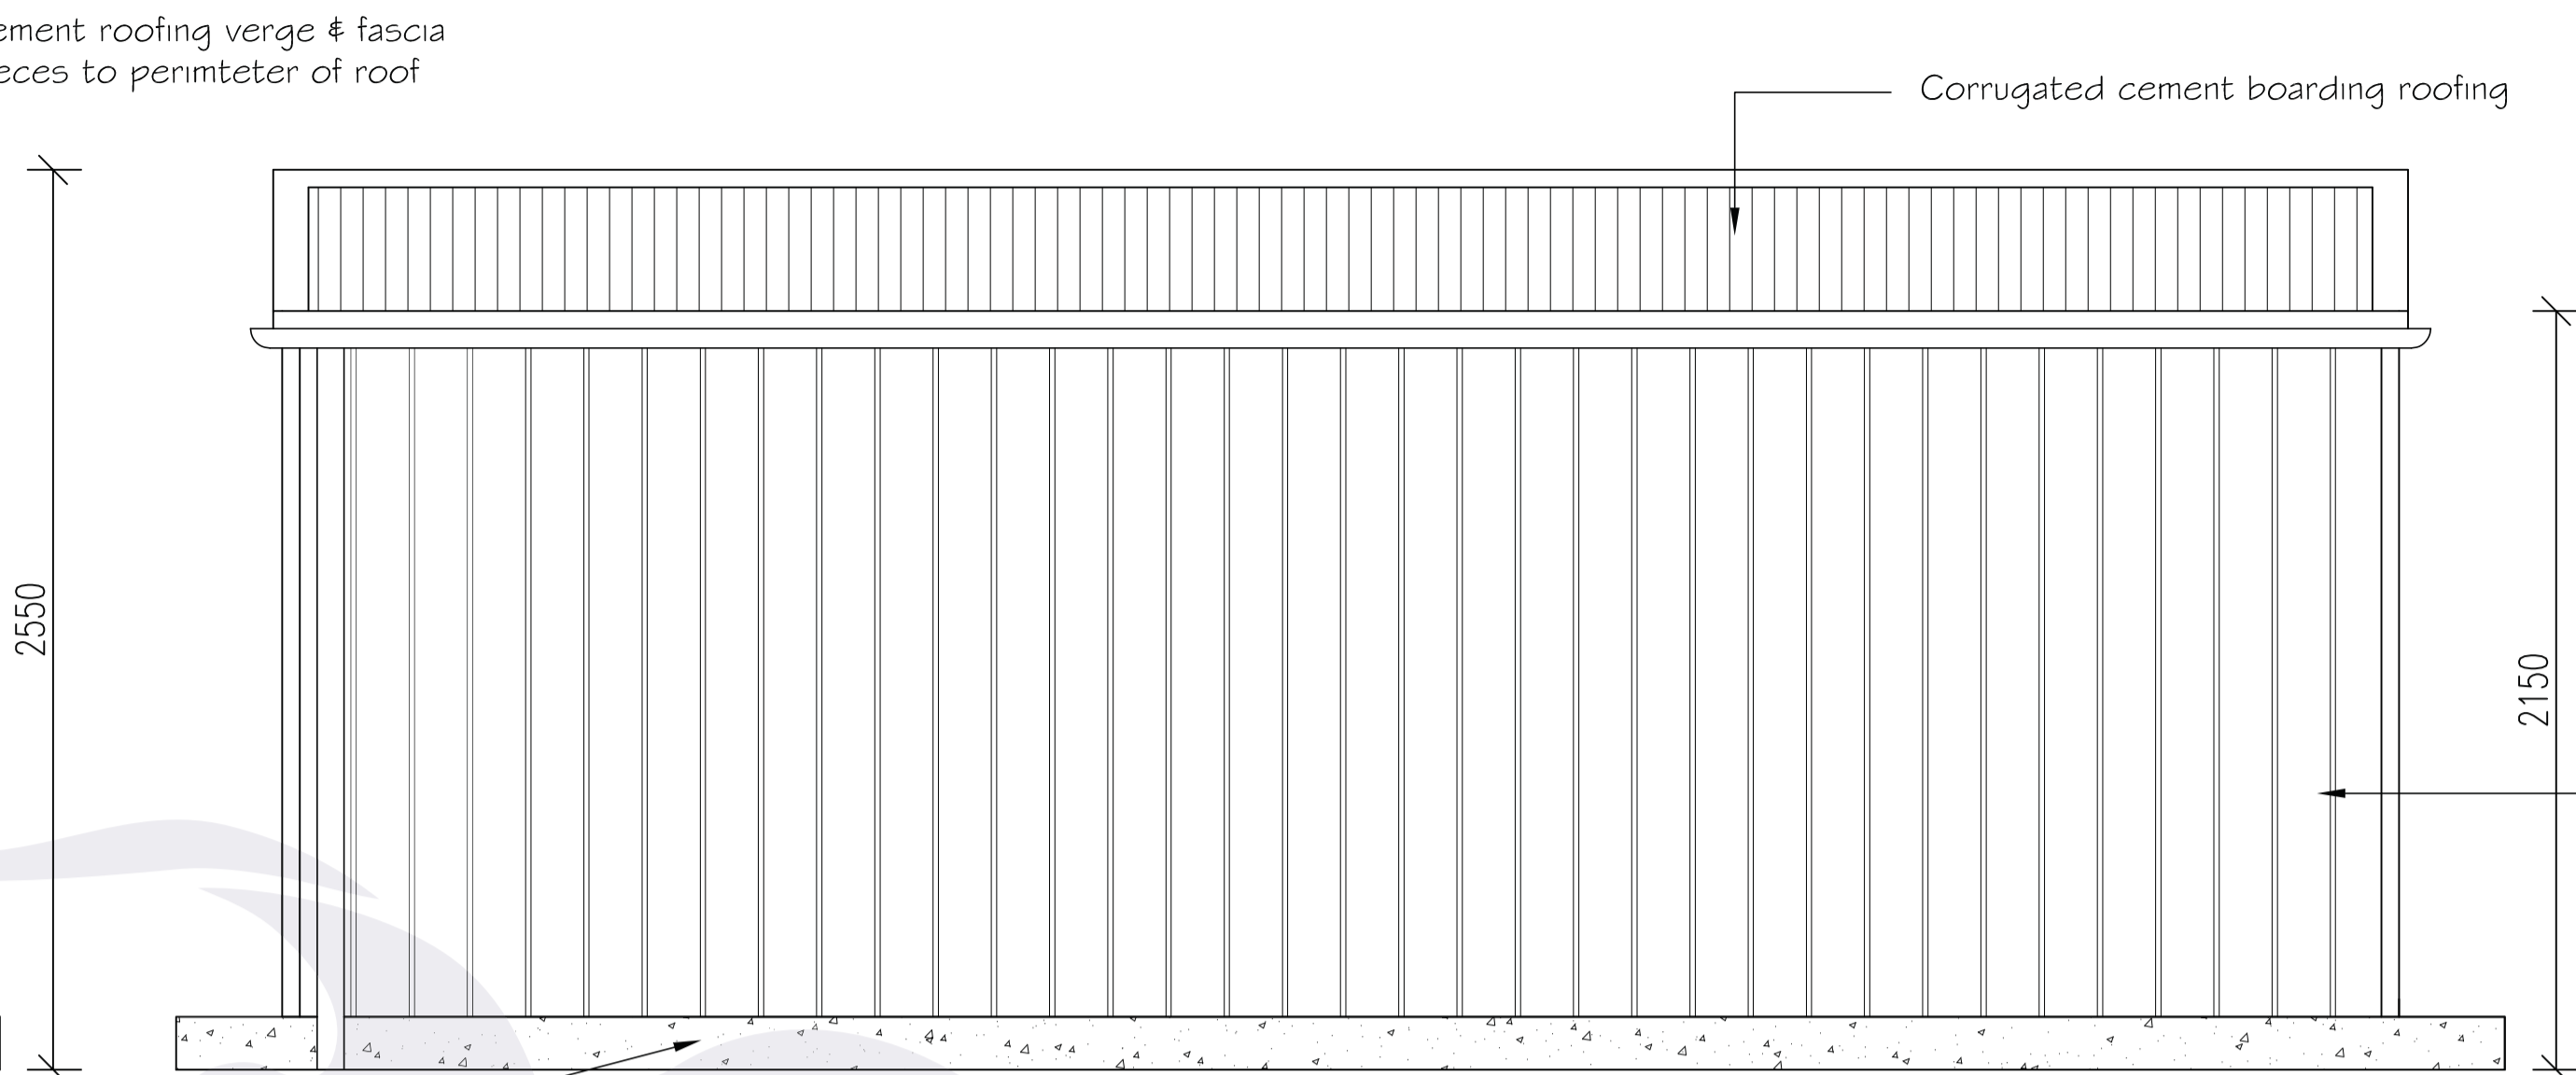 ement roofing verge & fascia
eces to perimteter of roof
Corrugated cement boarding roofing
2550
2150